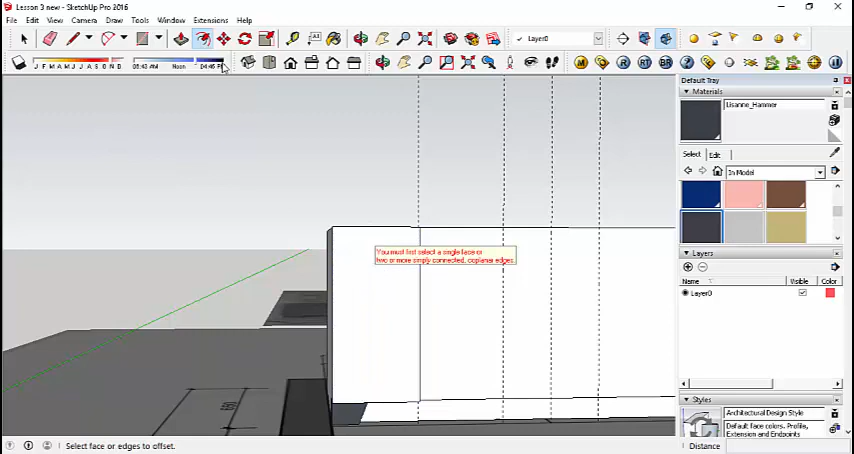 Lesson 3 new - SketchUp Pro 2016
File Edit View Camera Draw Tools Window Extensions Help
Layer0
J F M A M J J A S O N D
06:43 AM Noon 04:45 PM
Default Tray
Materials
Lisanne_Hammer
Select Edit
In Model
You must first select a single face or
two or more simply connected, coplanar edges.
Layers
Name Visible Color
Layer0
Styles
Architectural Design Style
Default face colors. Profile,
Extension and Endpoints
Select face or edges to offset.
Distance